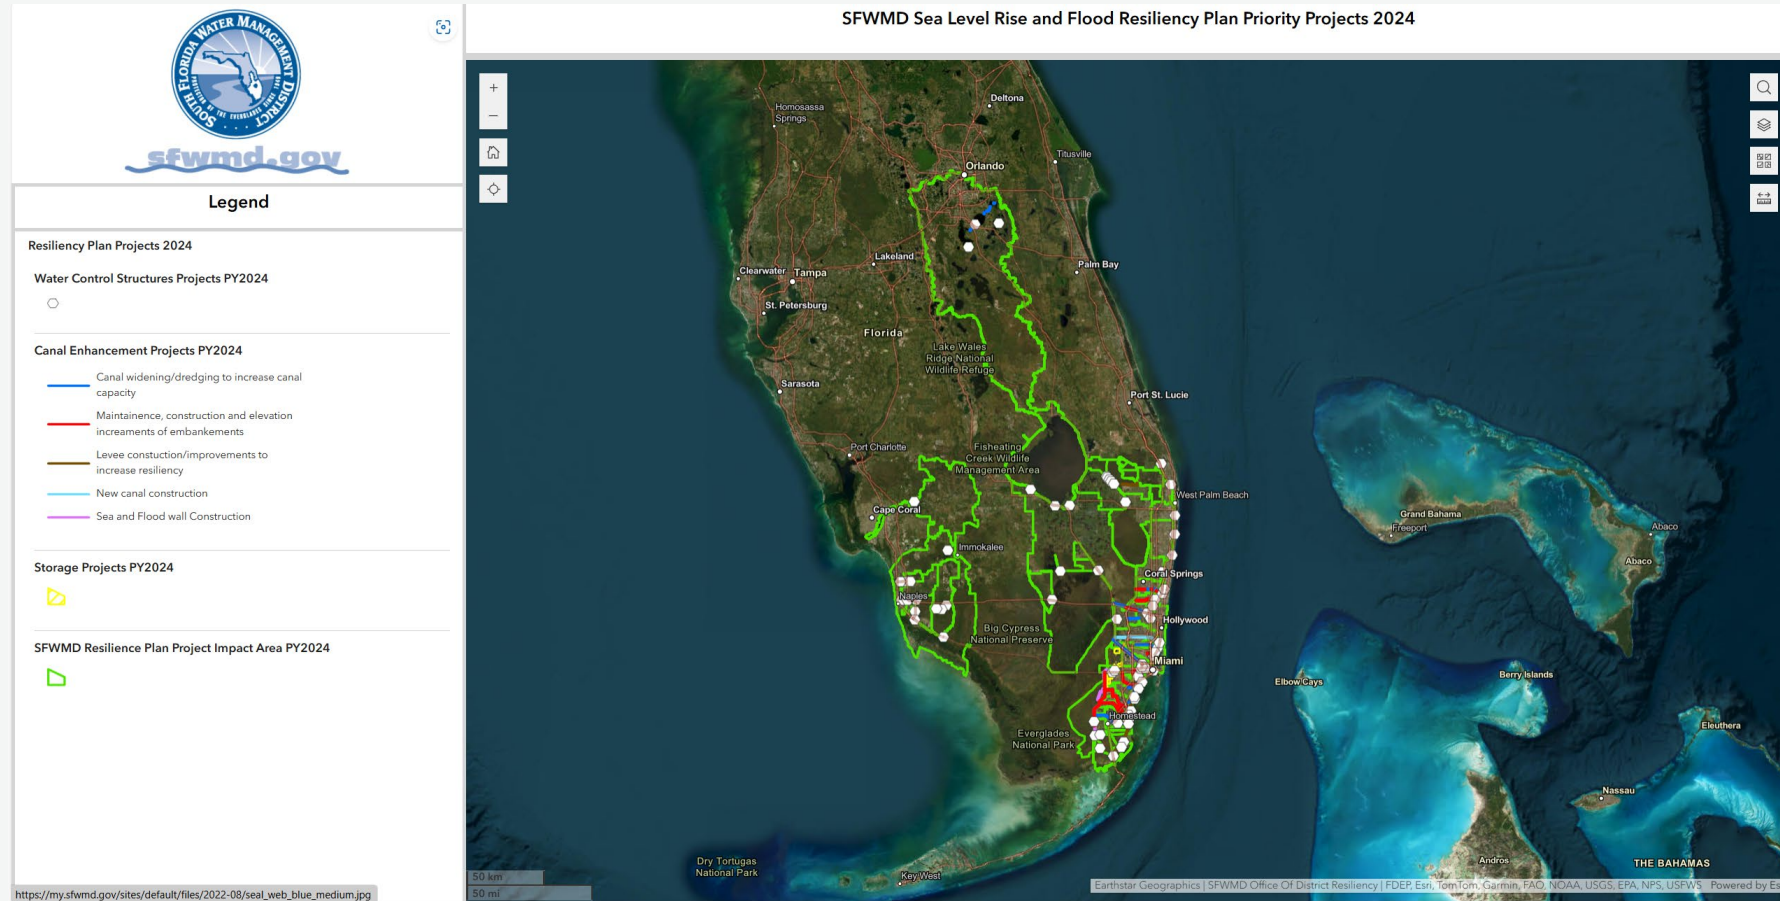 SOUTH FLORIDA WATER MANAGEMENT DISTRICT
sfwmd.gov
Legend
Resiliency Plan Projects 2024
Water Control Structures Projects PY2024
Canal Enhancement Projects PY2024
Canal widening/dredging to increase canal
capacity
Maintainence, construction and elevation
increaments of embankements
Levee constuction/improvements to
increase resiliency
New canal construction
Sea and Flood wall Construction
Storage Projects PY2024
SFWMD Resilience Plan Project Impact Area PY2024
https://my.sfwmd.gov/sites/default/files/2022-08/seal_web_blue_medium.jpg
SFWMD Sea Level Rise and Flood Resiliency Plan Priority Projects 2024
+
−
Deltona
Homosassa
Springs
Titusville
Orlando
Lakeland
Palm Bay
Clearwater
Tampa
St. Petersburg
Florida
Lake Wales
Ridge National
Wildlife Refuge
Sarasota
Port St. Lucie
Port Charlotte
Fisheating
Creek Wildlife
Management Area
West Palm Beach
Cape Coral
Grand Bahama
Freeport
Abaco
Immokalee
Abaco
Coral Springs
Naples
Hollywood
Big Cypress
National Preserve
Miami
Berry Islands
Elbow Cays
Homestead
Eleuthera
Everglades
National Park
Nassau
Dry Tortugas
National Park
Andros
THE BAHAMAS
Key West
50 km
50 mi
Earthstar Geographics | SFWMD Office Of District Resiliency | FDEP, Esri, TomTom, Garmin, FAO, NOAA, USGS, EPA, NPS, USFWS
Powered by Es